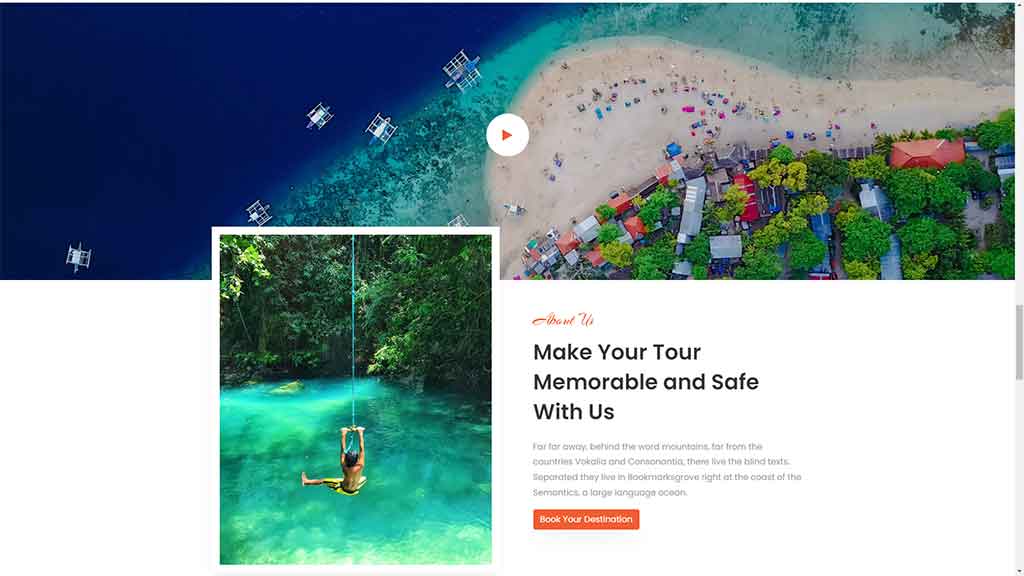 About Us
Make Your Tour
Memorable and Safe
With Us
Far far away, behind the word mountains, far from the
countries Vokalia and Consonantia, there live the blind texts.
Separated they live in Bookmarksgrove right at the coast of the
Semantics, a large language ocean.
Book Your Destination